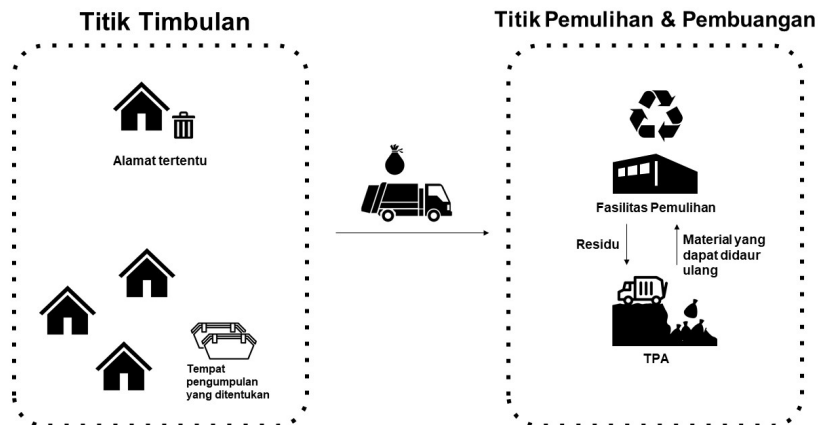 Titik Timbulan
Titik Pemulihan & Pembuangan
Alamat tertentu
Tempat
pengumpulan
yang ditentukan
Fasilitas Pemulihan
Residu
Material yang
dapat didaur
ulang
TPA